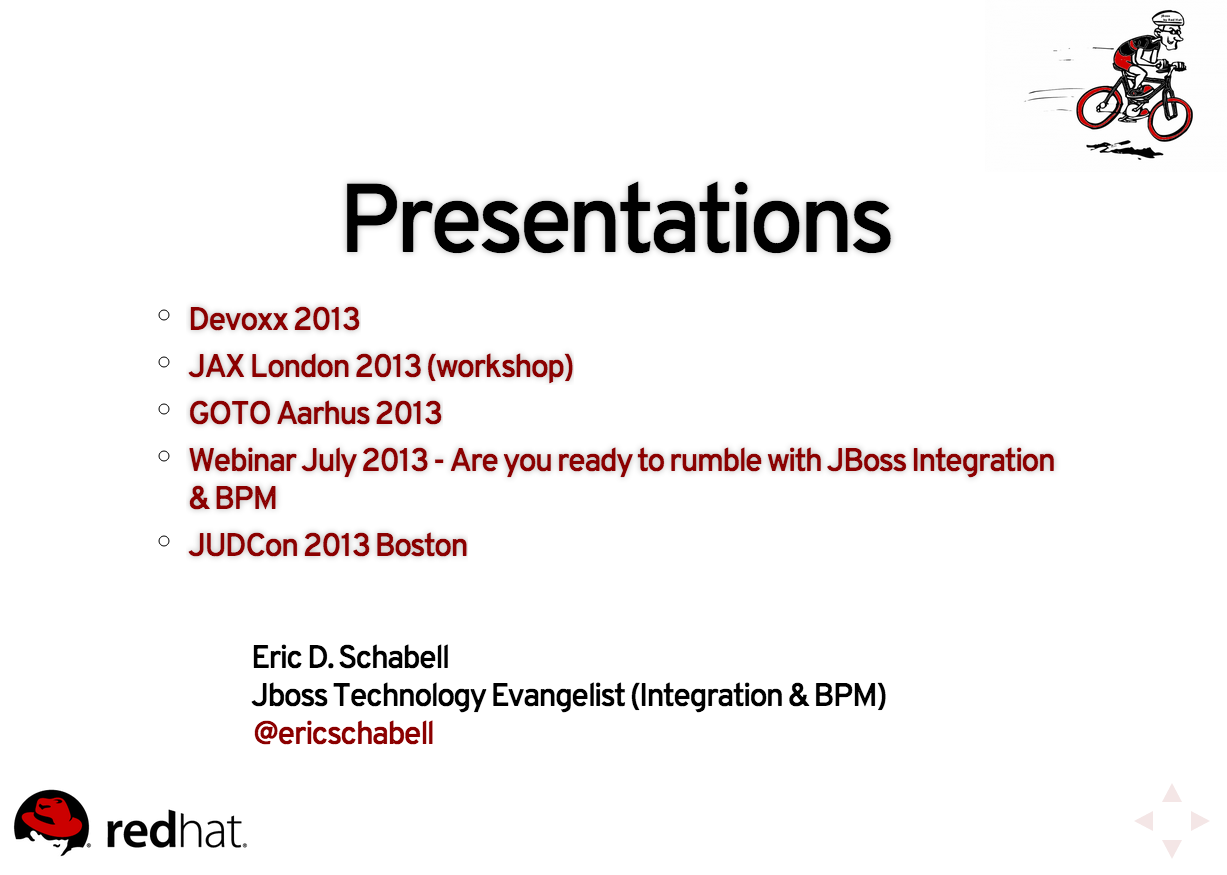 Presentations
Devoxx 2013
JAX London 2013 (workshop)
GOTO Aarhus 2013
Webinar July 2013 - Are you ready to rumble with JBoss Integration
& BPM
JUDCon 2013 Boston
Eric D. Schabell
Jboss Technology Evangelist (Integration & BPM)
@ericschabell
redhat.